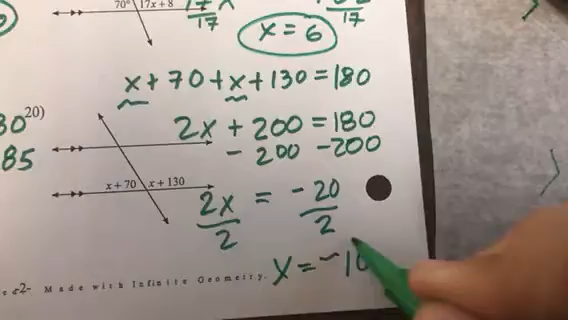 70° 17x+8
17
17
x = 6
x + 70 + x + 130 = 180
20)
85
2x + 200 = 180
- 200 -200
x + 70 x + 130
2x = -20
2 2
x = -10
-2- Made with Infinite Geometry.